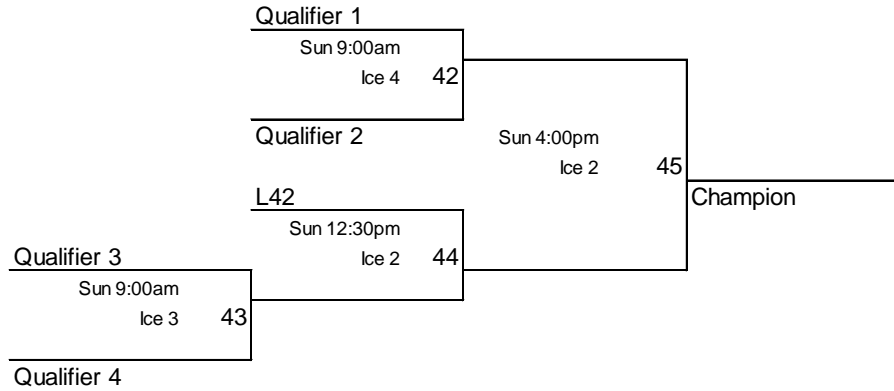 Qualifier 1
Sun 9:00am
Ice 4 42
Qualifier 2
Sun 4:00pm
Ice 2 45
Champion
L42
Sun 12:30pm
Ice 2 44
Qualifier 3
Sun 9:00am
Ice 3 43
Qualifier 4